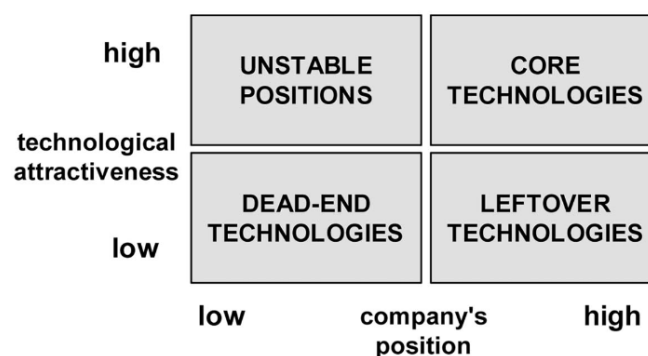 high
UNSTABLE
POSITIONS
CORE
TECHNOLOGIES
technological
attractiveness
DEAD-END
TECHNOLOGIES
LEFTOVER
TECHNOLOGIES
low
low
company's
position
high